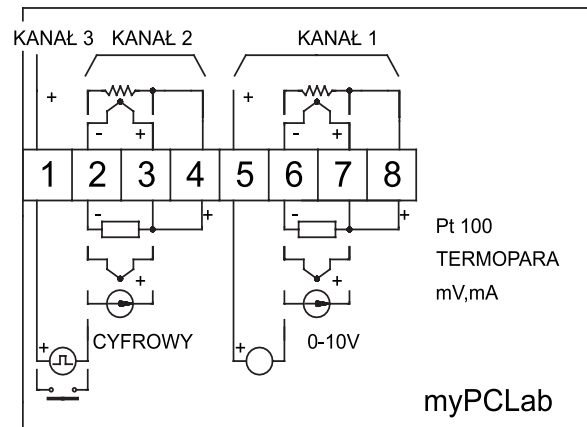 KANAŁ 3 KANAŁ 2 KANAŁ 1
+ +
- + - +
1 2 3 4 5 6 7 8
- + - +
Pt 100
+ + TERMOPARA
mV,mA
CYFROWY 0-10V
+ +
myPCLab